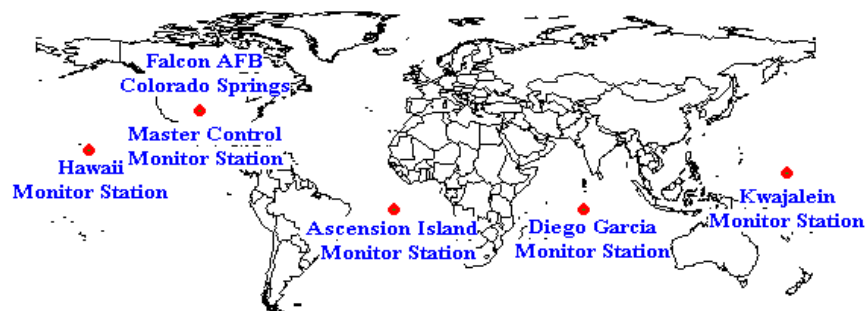 Falcon AFB
Colorado Springs
Master Control
Monitor Station
Hawaii
Monitor Station
Ascension Island
Monitor Station
Diego Garcia
Monitor Station
Kwajalein
Monitor Station